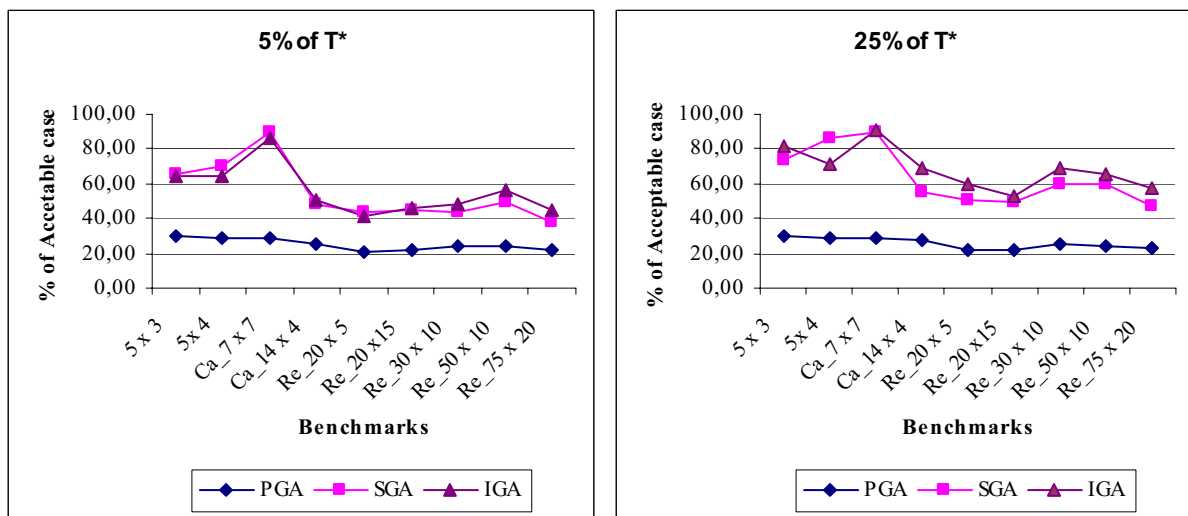 5% of T*
% of Accetable case
100,00
80,00
60,00
40,00
20,00
0,00
5 x 3
5x 4
Ca_7 x 7
Ca_14 x 4
Re_20 x 5
Re_20 x15
Re_30 x 10
Re_50 x 10
Re_75 x 20
Benchmarks
PGA SGA IGA
25% of T*
% of Acceptable case
100,00
80,00
60,00
40,00
20,00
0,00
5 x 3
5x 4
Ca_7 x 7
Ca_14 x 4
Re_20 x 5
Re_20 x15
Re_30 x 10
Re_50 x 10
Re_75 x 20
Benchmarks
PGA SGA IGA